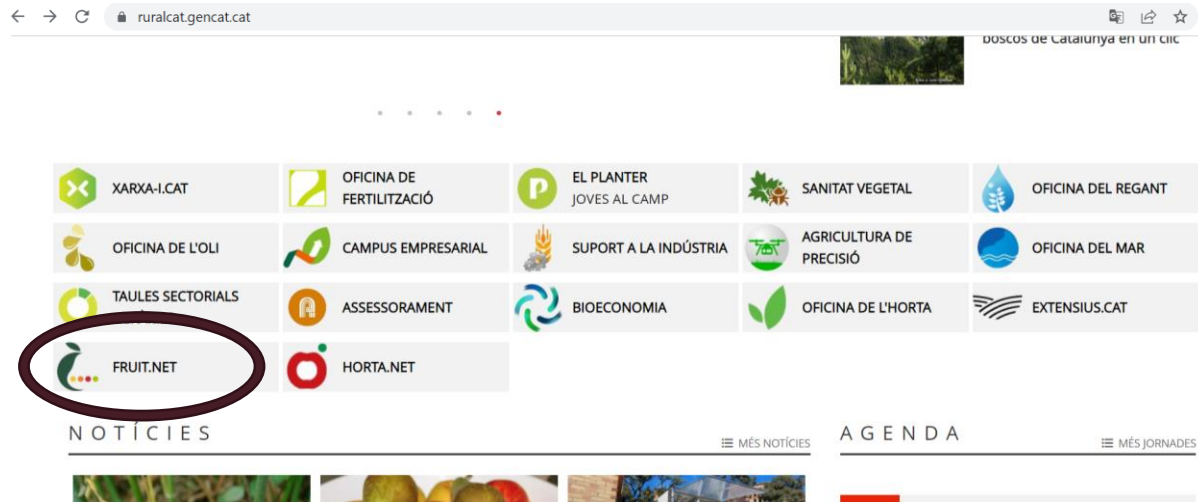 ruralcat.gencat.cat
boscos de Catalunya en un clic
XARXA-I.CAT
OFICINA DE
FERTILITZACIÓ
EL PLANTER
JOVES AL CAMP
SANITAT VEGETAL
OFICINA DEL REGANT
OFICINA DE L'OLI
CAMPUS EMPRESARIAL
SUPORT A LA INDÚSTRIA
AGRICULTURA DE
PRECISIÓ
OFICINA DEL MAR
TAULES SECTORIALS
ASSESSORAMENT
BIOECONOMIA
OFICINA DE L'HORTA
EXTENSIUS.CAT
FRUIT.NET
HORTA.NET
NOTÍCIES
MÉS NOTÍCIES
AGENDA
MÉS JORNADES